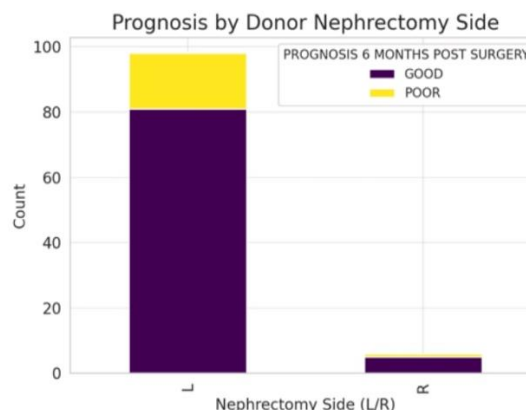 Prognosis by Donor Nephrectomy Side
PROGNOSIS 6 MONTHS POST SURGERY
GOOD
POOR
100
80
60
40
20
0
Count
L
R
Nephrectomy Side (L/R)